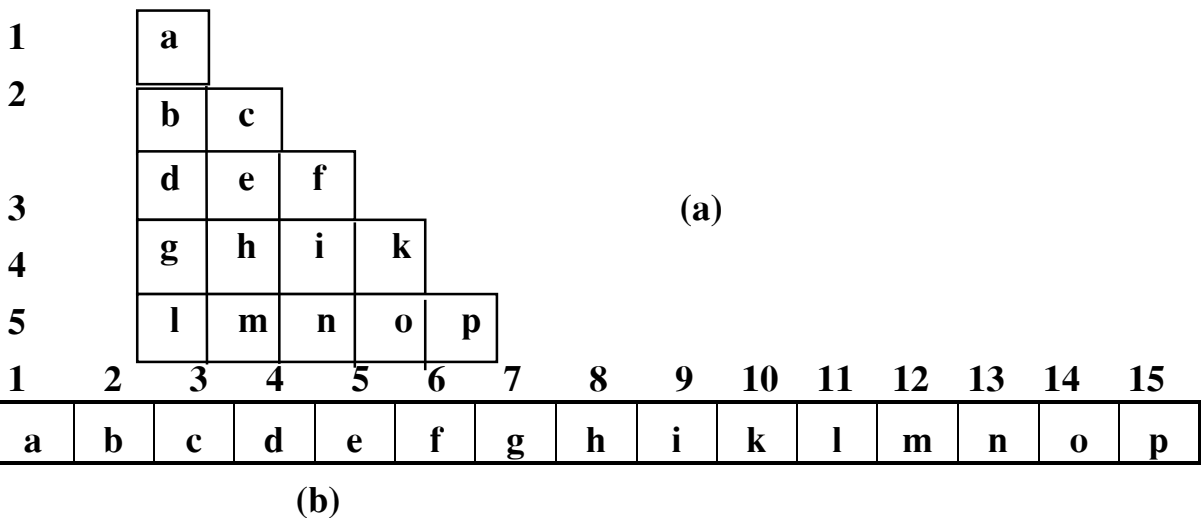 1 a
2 b c
d e f
3 (a)
g h i k
4
5 l m n o p
1 2 3 4 5 6 7 8 9 10 11 12 13 14 15
a b c d e f g h i k l m n o p
(b)